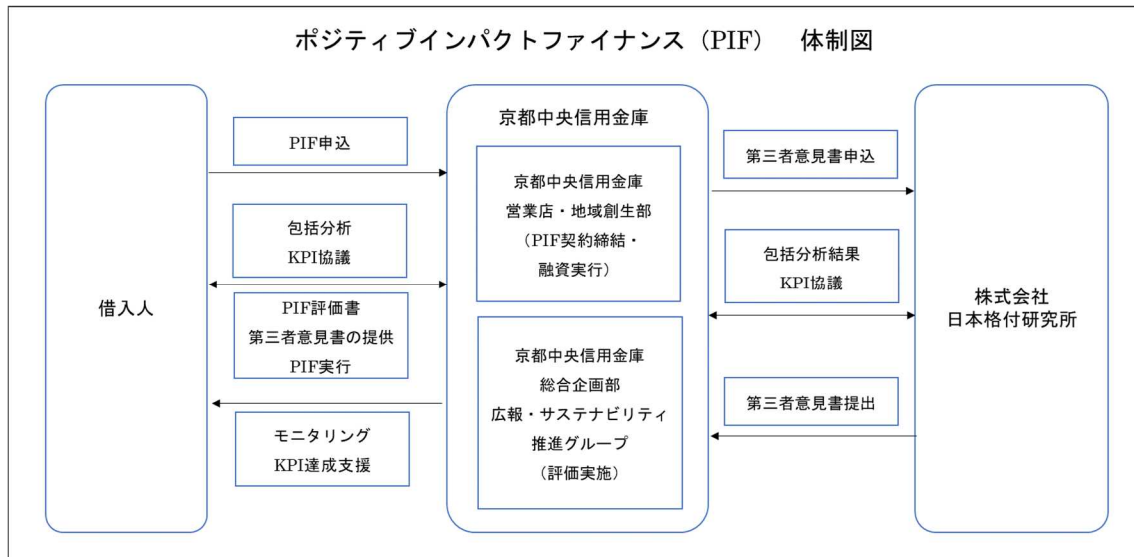 ポジティブインパクトファイナンス（PIF）　体制図
借入人
PIF申込
包括分析
KPI協議
PIF評価書
第三者意見書の提供
PIF実行
モニタリング
KPI達成支援
京都中央信用金庫
京都中央信用金庫
営業店・地域創生部
（PIF契約締結・
融資実行）
京都中央信用金庫
総合企画部
広報・サステナビリティ
推進グループ
（評価実施）
第三者意見書申込
包括分析結果
KPI協議
第三者意見書提出
株式会社
日本格付研究所